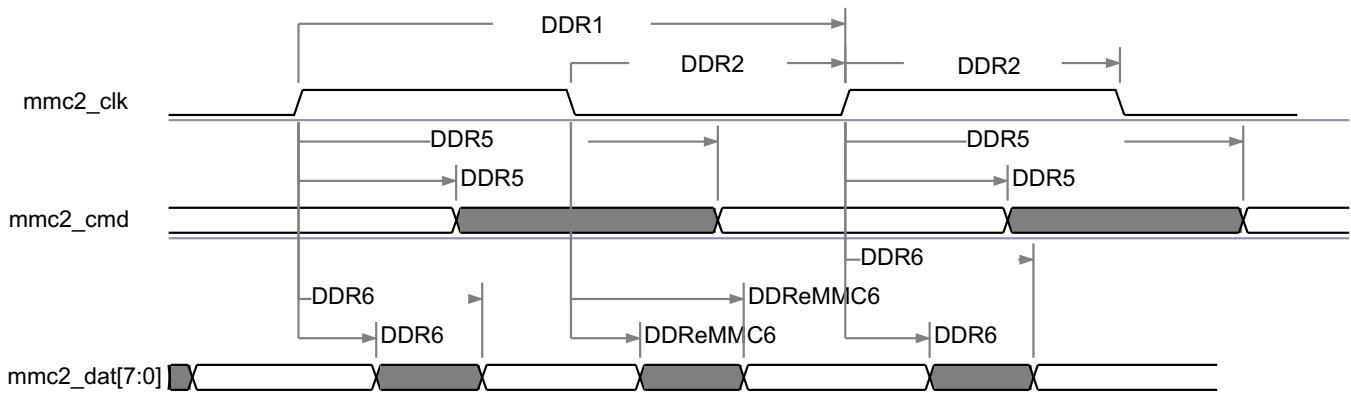 DDR1
DDR2 DDR2
mmc2_clk
DDR5 DDR5
DDR5 DDR5
mmc2_cmd
DDR6
DDR6 DDReMMC6
DDR6 DDReMMC6 DDR6
mmc2_dat[7:0]